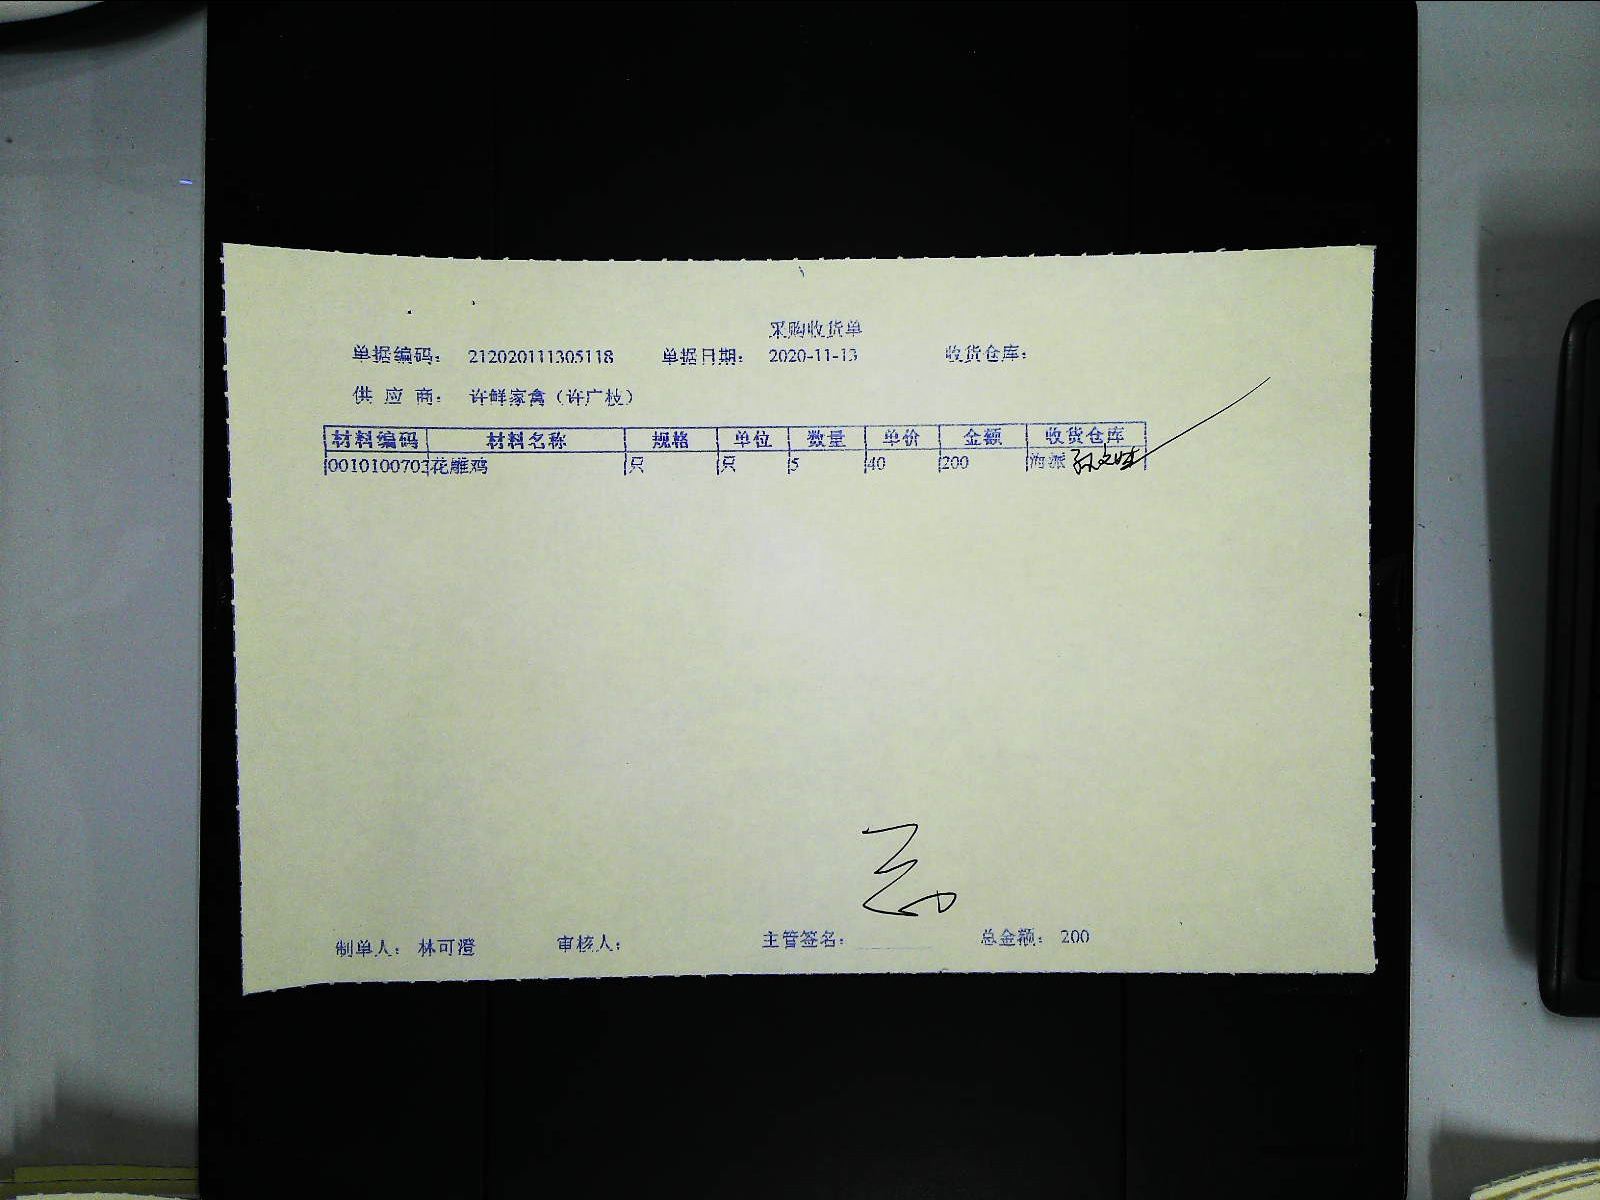 采购收货单
单据编码： 212020111305118 单据日期： 2020-11-13 收货仓库：
供 应 商： 许鲜家禽（许广枝）
材料编码 材料名称 规格 单位 数量 单价 金额 收货仓库
0010100703 花雕鸡 只 只 5 40 200 海派
制单人： 林可澄 审核人： 主管签名： 总金额： 200